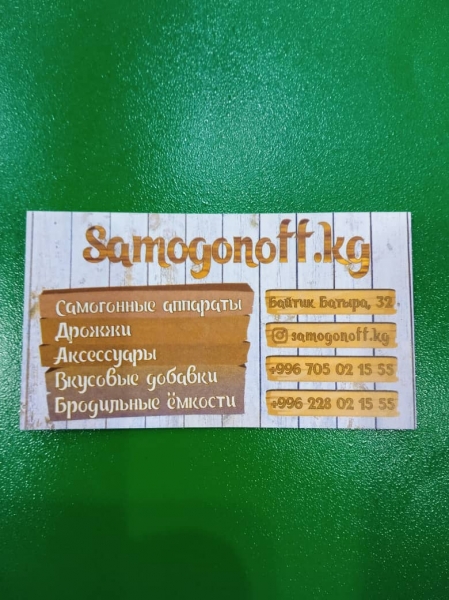 Samogonoff.kg
Самогонные аппараты
Дрожжи
Аксессуары
Вкусовые добавки
Бродильные ёмкости
Байтик Батыра, 32
samogonoff.kg
+996 705 02 15 55
+996 228 02 15 55